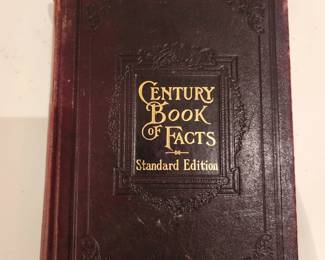 CENTURY
BOOK
OF FACTS
Standard Edition